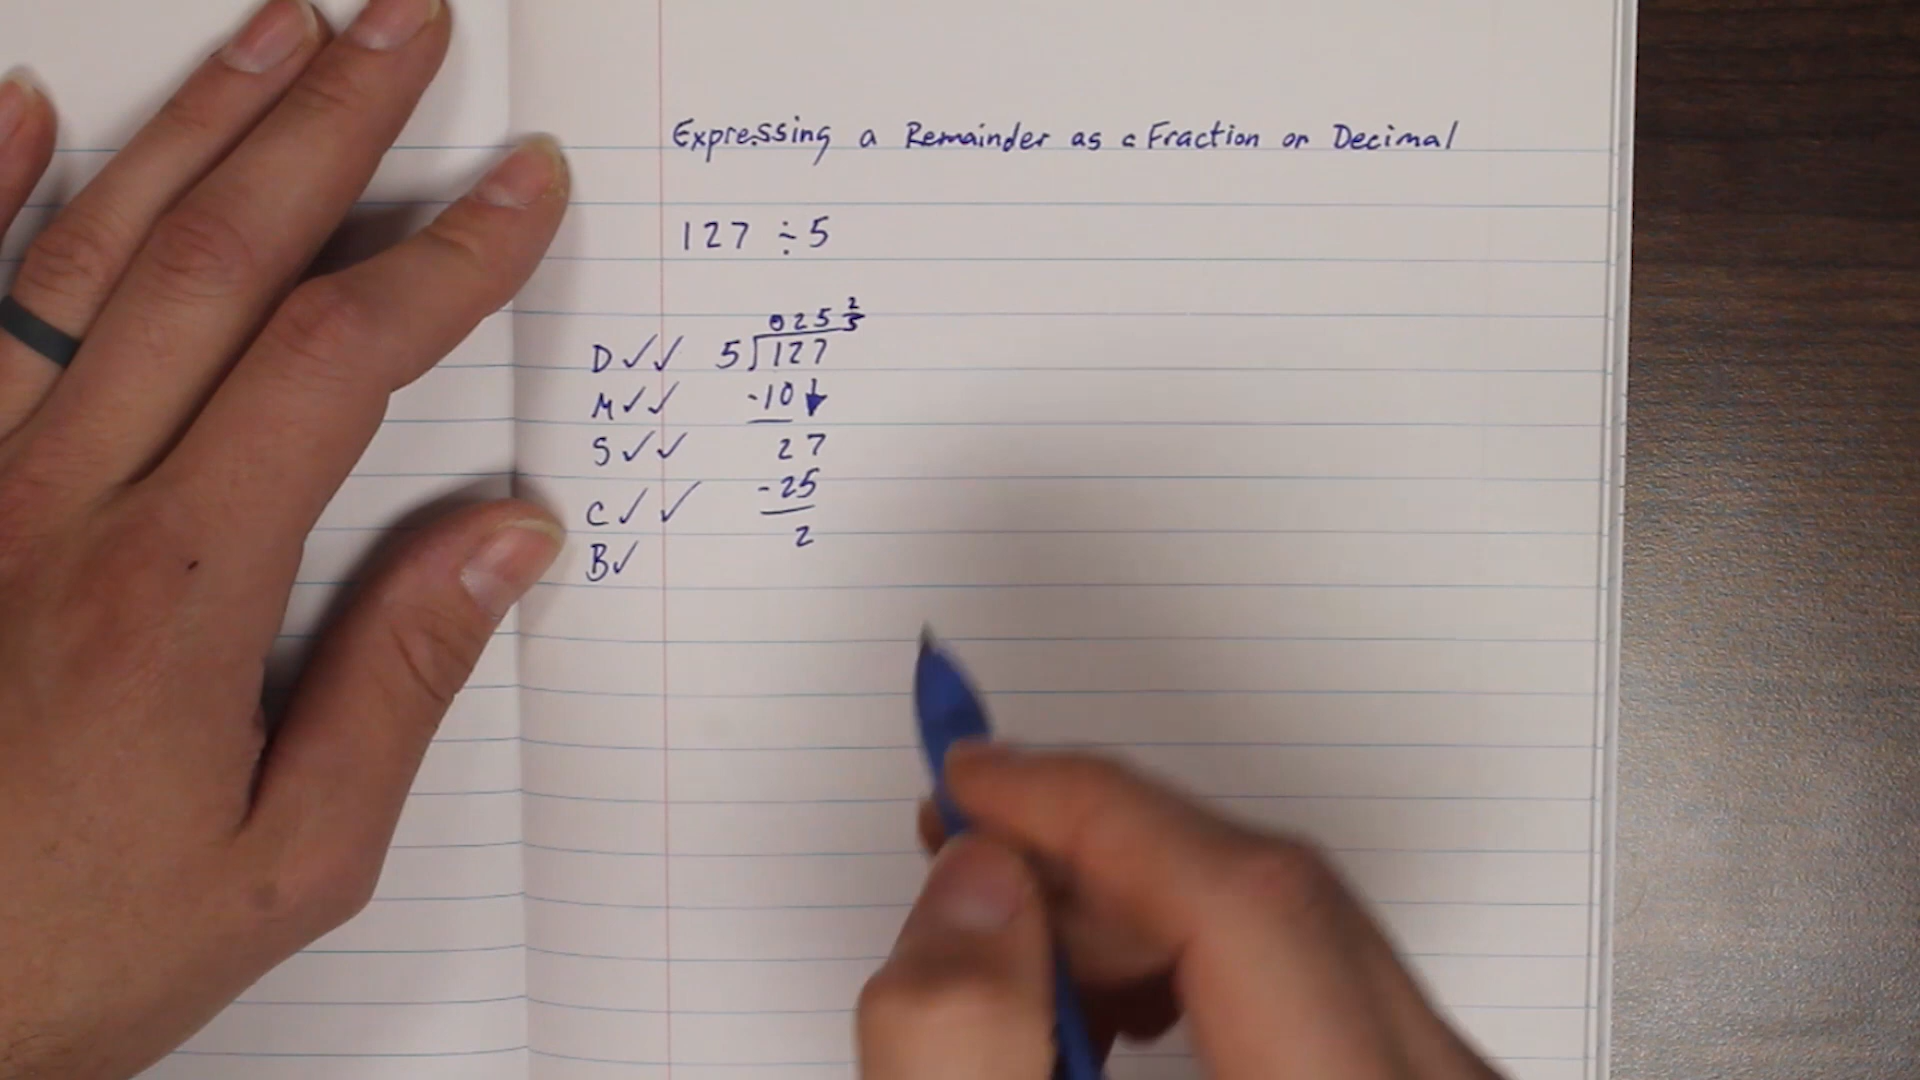 Expressing a Remainder as a Fraction or Decimal
127 ÷ 5
025 2/5
D✓✓ 5)127
M✓✓ -10↓
S✓✓ 27
-25
C✓✓
2
B✓